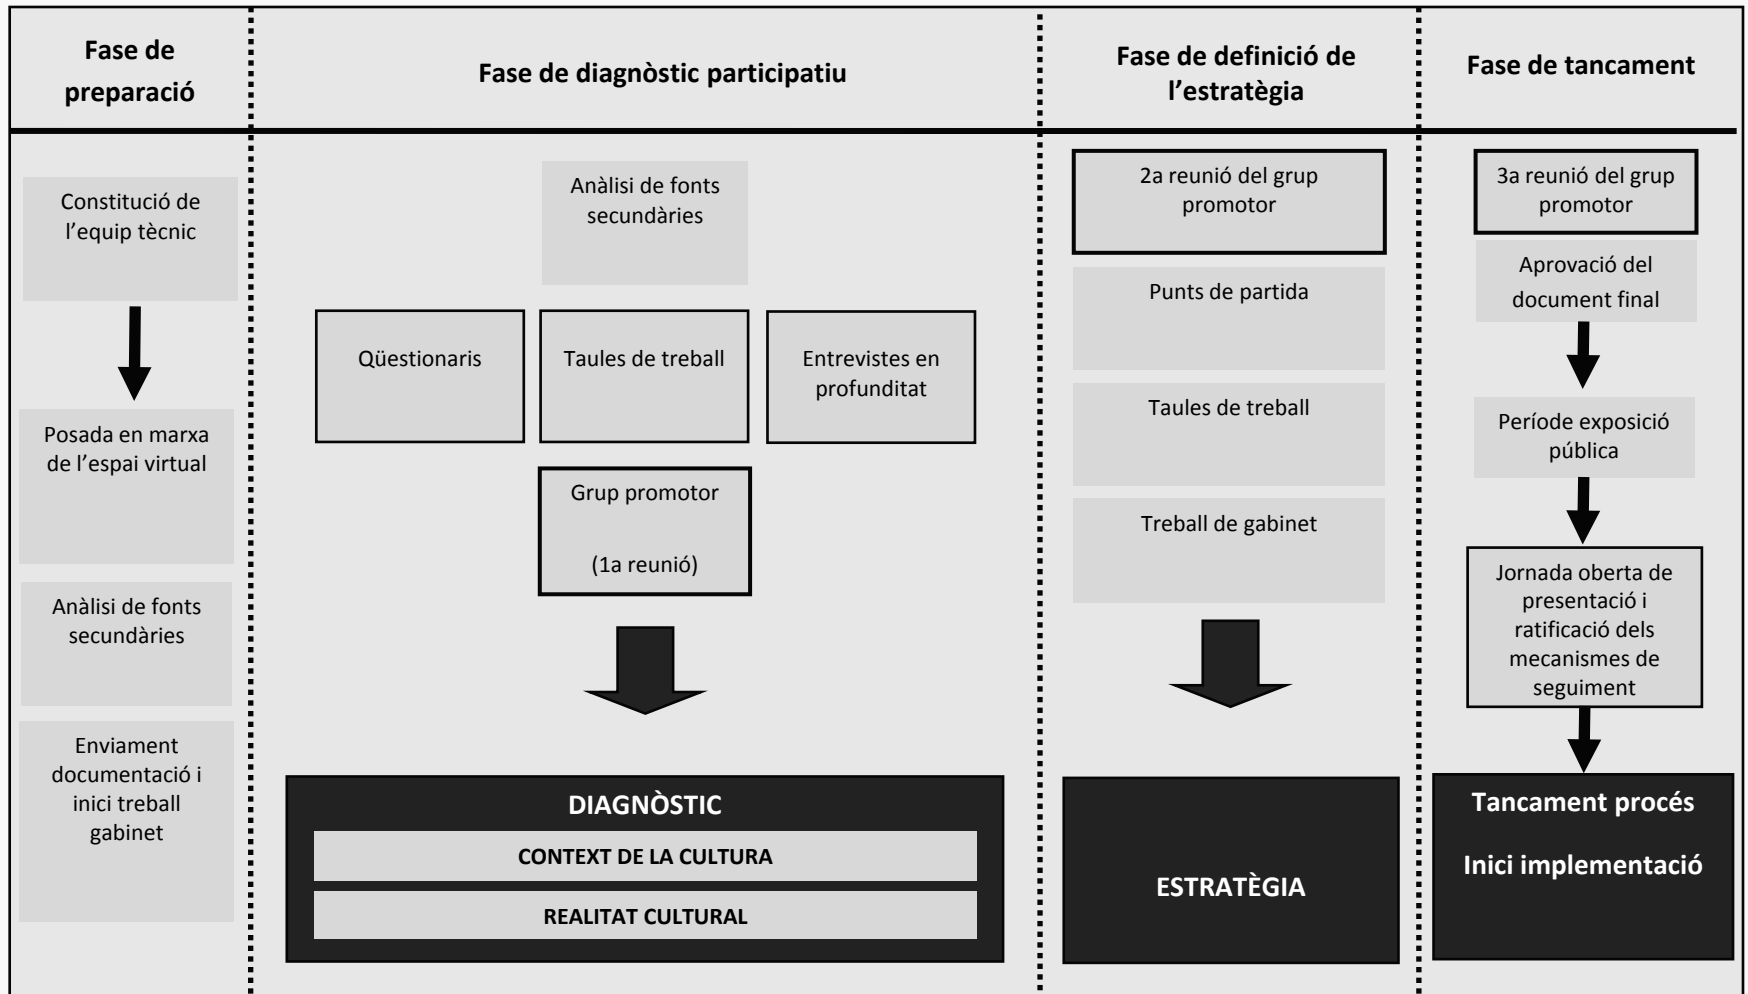 Fase de
preparació
Fase de diagnòstic participatiu
Fase de definició de
l’estratègia
Fase de tancament
Constitució de
l’equip tècnic
Posada en marxa
de l’espai virtual
Anàlisi de fonts
secundàries
Enviament
documentació i
inici treball
gabinet
Anàlisi de fonts
secundàries
Qüestionaris
Taules de treball
Entrevistes en
profunditat
Grup promotor
(1a reunió)
DIAGNÒSTIC
CONTEXT DE LA CULTURA
REALITAT CULTURAL
2a reunió del grup
promotor
Punts de partida
Taules de treball
Treball de gabinet
ESTRATÈGIA
3a reunió del grup
promotor
Aprovació del
document final
Període exposició
pública
Jornada oberta de
presentació i
ratificació dels
mecanismes de
seguiment
Tancament procés
Inici implementació